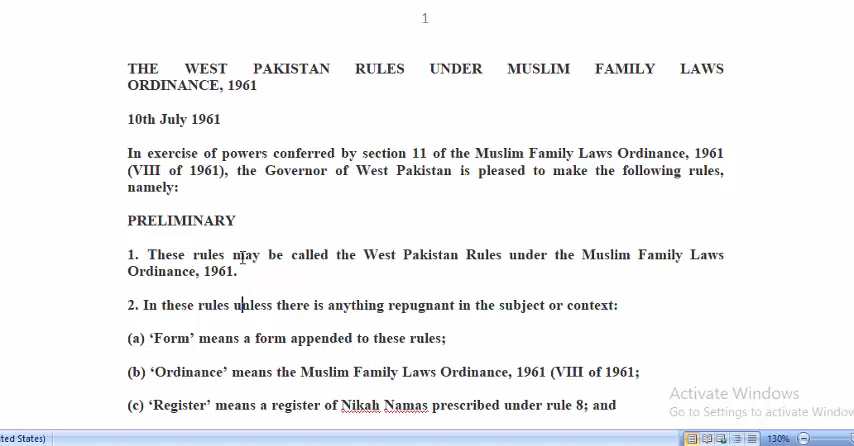 1
THE WEST PAKISTAN RULES UNDER MUSLIM FAMILY LAWS
ORDINANCE, 1961
10th July 1961
In exercise of powers conferred by section 11 of the Muslim Family Laws Ordinance, 1961
(VIII of 1961), the Governor of West Pakistan is pleased to make the following rules,
namely:
PRELIMINARY
1. These rules may be called the West Pakistan Rules under the Muslim Family Laws
Ordinance, 1961.
2. In these rules unless there is anything repugnant in the subject or context:
(a) ‘Form’ means a form appended to these rules;
(b) ‘Ordinance’ means the Muslim Family Laws Ordinance, 1961 (VIII of 1961;
(c) ‘Register’ means a register of Nikah Namas prescribed under rule 8; and
Activate Windows
Go to Settings to activate Window
ted States)
130%